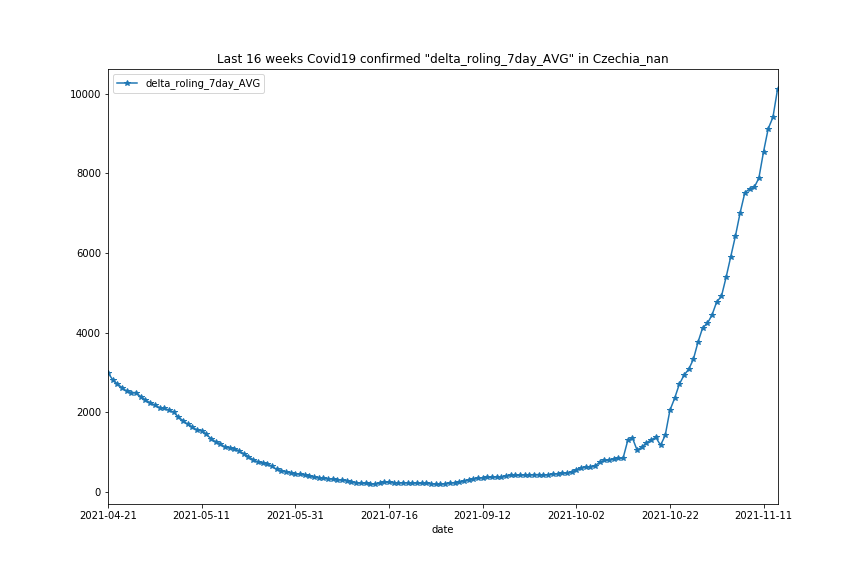 Last 16 weeks Covid19 confirmed "delta_roling_7day_AVG" in Czechia_nan
delta_roling_7day_AVG
10000
8000
6000
4000
2000
0
2021-04-21 2021-05-11 2021-05-31 2021-07-16 2021-09-12 2021-10-02 2021-10-22 2021-11-11
date